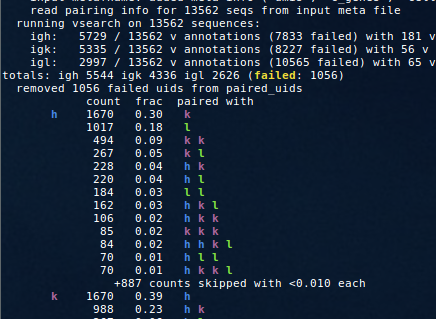 read pairing info for 13562 seqs from input meta file
running vsearch on 13562 sequences:
igh: 5729 / 13562 v annotations (7833 failed) with 181 v
igk: 5335 / 13562 v annotations (8227 failed) with 56 v
igl: 2997 / 13562 v annotations (10565 failed) with 65 v
totals: igh 5544 igk 4336 igl 2626 (failed: 1056)
removed 1056 failed uids from paired_uids
count frac paired with
h 1670 0.30 k
1017 0.18 l
494 0.09 k k
267 0.05 k l
228 0.04 h k
220 0.04 h l
184 0.03 l l
162 0.03 h k l
106 0.02 h k k
85 0.02 k k k
84 0.02 h h k l
70 0.01 h l l
70 0.01 h k k l
+887 counts skipped with <0.010 each
k 1670 0.39 h
988 0.23 h k